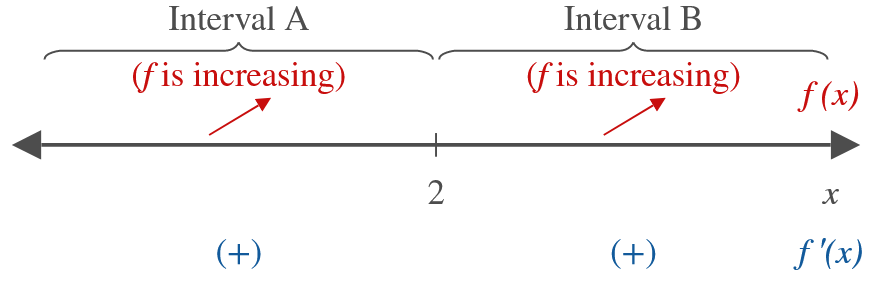 Interval A Interval B
(f is increasing) (f is increasing)
f(x)
2 x
(+) (+) f'(x)